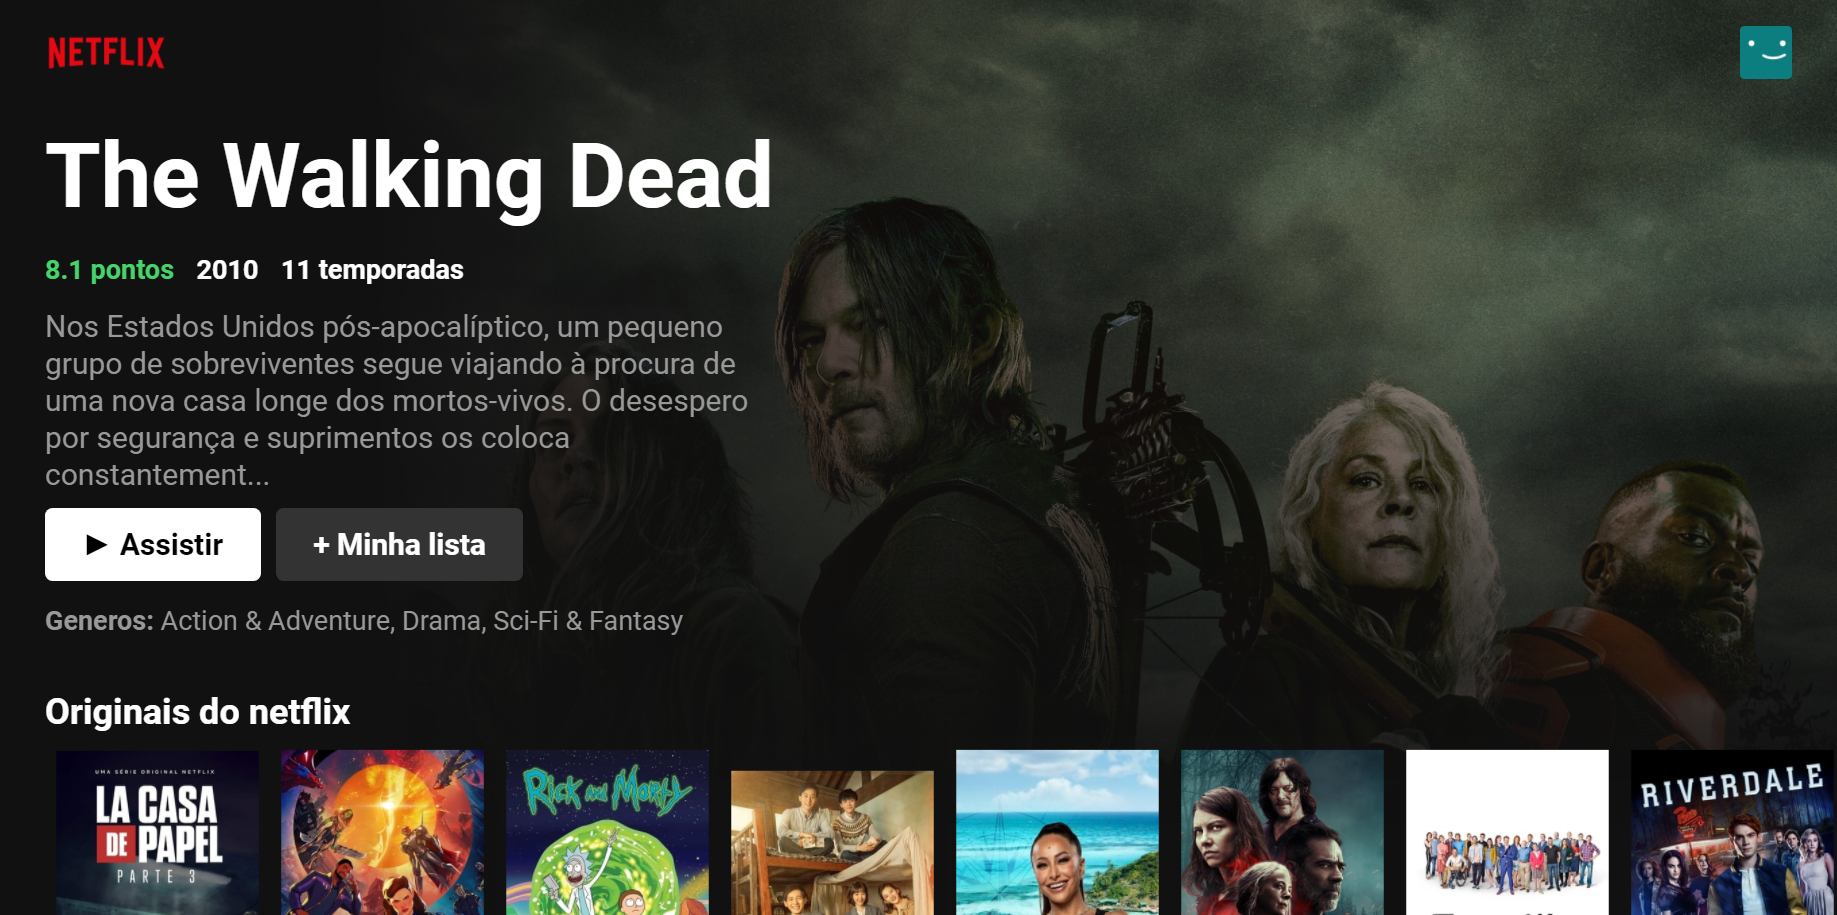 NETFLIX
The Walking Dead
8.1 pontos 2010 11 temporadas
Nos Estados Unidos pós-apocalíptico, um pequeno
grupo de sobreviventes segue viajando à procura de
uma nova casa longe dos mortos-vivos. O desespero
por segurança e suprimentos os coloca
constantement...
► Assistir
+ Minha lista
Generos: Action & Adventure, Drama, Sci-Fi & Fantasy
Originais do netflix
UMA SÉRIE ORIGINAL NETFLIX
LA CASA
DE PAPEL
PARTE 3
Rick and Morty
RIVERDALE